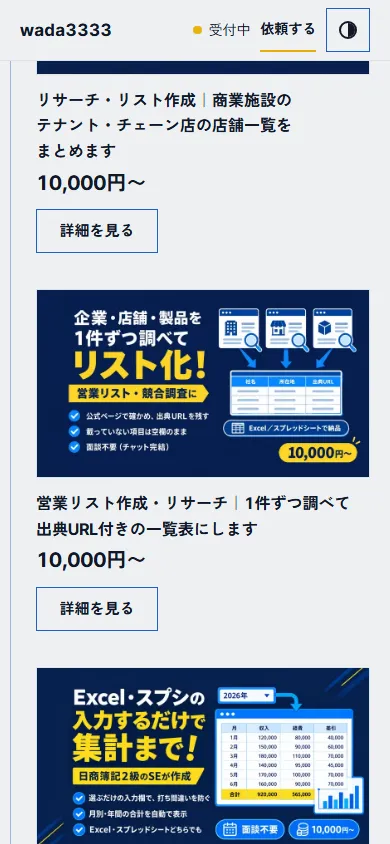 wada3333
受付中
依頼する
リサーチ・リスト作成｜商業施設の
テナント・チェーン店の店舗一覧を
まとめます
10,000円〜
詳細を見る
企業・店舗・製品を
1件ずつ調べて
リスト化！
営業リスト・競合調査に
公式ページで確かめ、出典URLを残す
載っていない項目は空欄のまま
面談不要（チャット完結）
社名 所在地 出典URL
Excel／スプレッドシートで納品
10,000円〜
営業リスト作成・リサーチ｜1件ずつ調べて
出典URL付きの一覧表にします
10,000円〜
詳細を見る
Excel・スプシの
入力するだけで
集計まで！
日商簿記2級のSEが作成
選ぶだけの入力欄で、打ち間違いを防ぐ
月別・年間の合計を自動で表示
Excel・スプレッドシートどちらでも
2026年
月 収入 経費 差引
1月 120,000 80,000 40,000
2月 150,000 90,000 60,000
3月 180,000 110,000 70,000
4月 140,000 95,000 45,000
5月 170,000 100,000 70,000
6月 160,000 90,000
合計 920,000
面談不要
10,000円〜